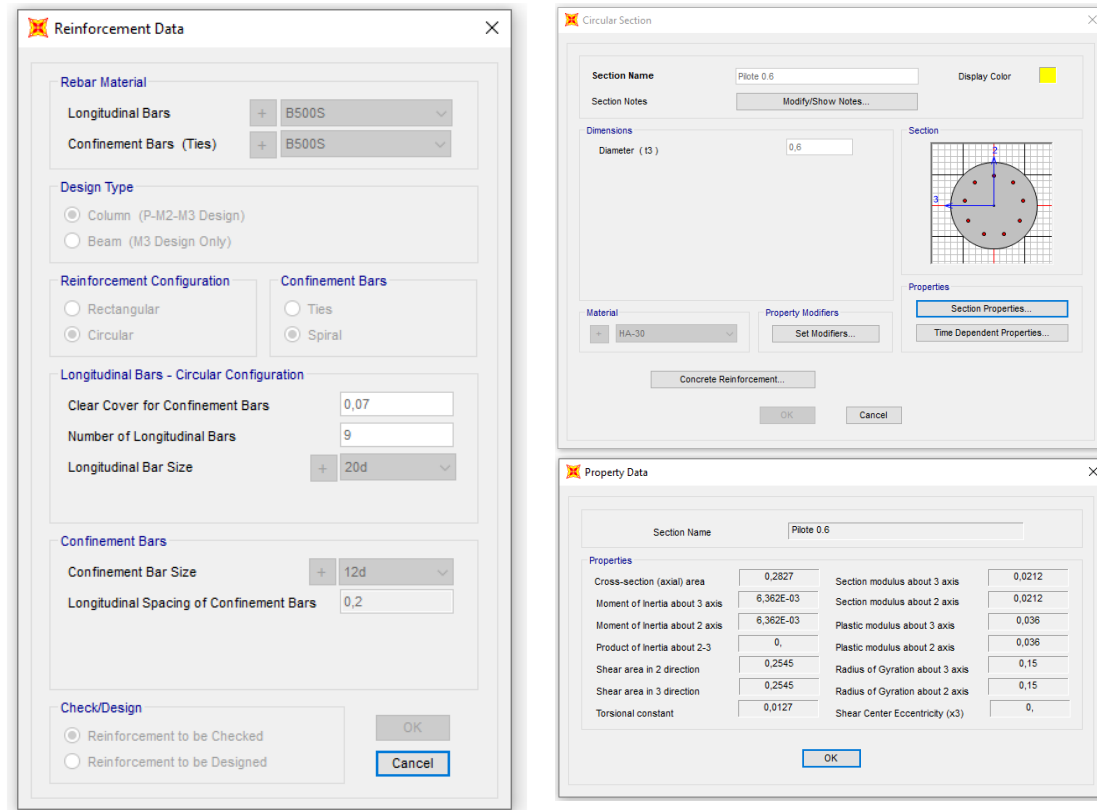 Reinforcement Data
Rebar Material
Longitudinal Bars + B500S
Confinement Bars (Ties) + B500S
Design Type
Column (P-M2-M3 Design)
Beam (M3 Design Only)
Reinforcement Configuration
Rectangular
Circular
Confinement Bars
Ties
Spiral
Longitudinal Bars - Circular Configuration
Clear Cover for Confinement Bars 0,07
Number of Longitudinal Bars 9
Longitudinal Bar Size + 20d
Confinement Bars
Confinement Bar Size + 12d
Longitudinal Spacing of Confinement Bars 0,2
Check/Design
Reinforcement to be Checked
Reinforcement to be Designed
OK
Cancel
Circular Section
Section Name Pilote 0.6 Display Color
Section Notes Modify/Show Notes...
Dimensions
Diameter ( t3 ) 0,6
Section
2
3
Properties
Section Properties...
Time Dependent Properties...
Material
+ HA-30
Property Modifiers
Set Modifiers...
Concrete Reinforcement...
OK Cancel
Property Data
Section Name Pilote 0.6
Properties
Cross-section (axial) area 0,2827 Section modulus about 3 axis 0,0212
Moment of Inertia about 3 axis 6,362E-03 Section modulus about 2 axis 0,0212
Moment of Inertia about 2 axis 6,362E-03 Plastic modulus about 3 axis 0,036
Product of Inertia about 2-3 0, Plastic modulus about 2 axis 0,036
Shear area in 2 direction 0,2545 Radius of Gyration about 3 axis 0,15
Shear area in 3 direction 0,2545 Radius of Gyration about 2 axis 0,15
Torsional constant 0,0127 Shear Center Eccentricity (x3) 0,
OK